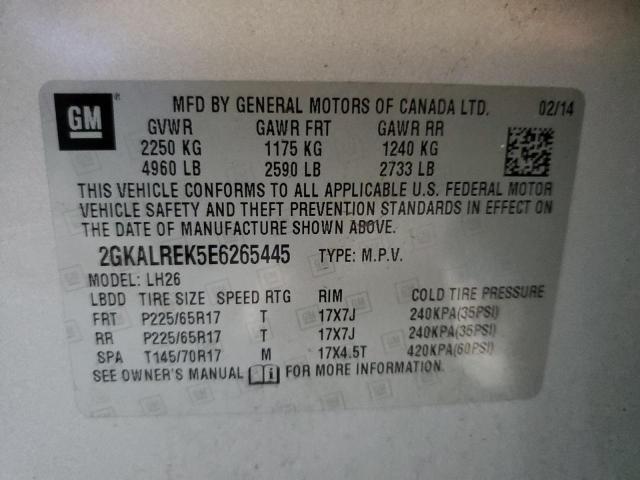 GM
MFD BY GENERAL MOTORS OF CANADA LTD. 02/14
GVWR GAWR FRT GAWR RR
2250 KG 1175 KG 1240 KG
4960 LB 2590 LB 2733 LB
THIS VEHICLE CONFORMS TO ALL APPLICABLE U.S. FEDERAL MOTOR
VEHICLE SAFETY AND THEFT PREVENTION STANDARDS IN EFFECT ON
THE DATE OF MANUFACTURE SHOWN ABOVE.
2GKALREK5E6265445 TYPE: M.P.V.
MODEL: LH26
LBDD TIRE SIZE SPEED RTG RIM COLD TIRE PRESSURE
FRT P225/65R17 T 17X7J 240KPA(35PSI)
RR P225/65R17 T 17X7J 240KPA(35PSI)
SPA T145/70R17 M 17X4.5T 420KPA(60PSI)
SEE OWNER'S MANUAL FOR MORE INFORMATION.